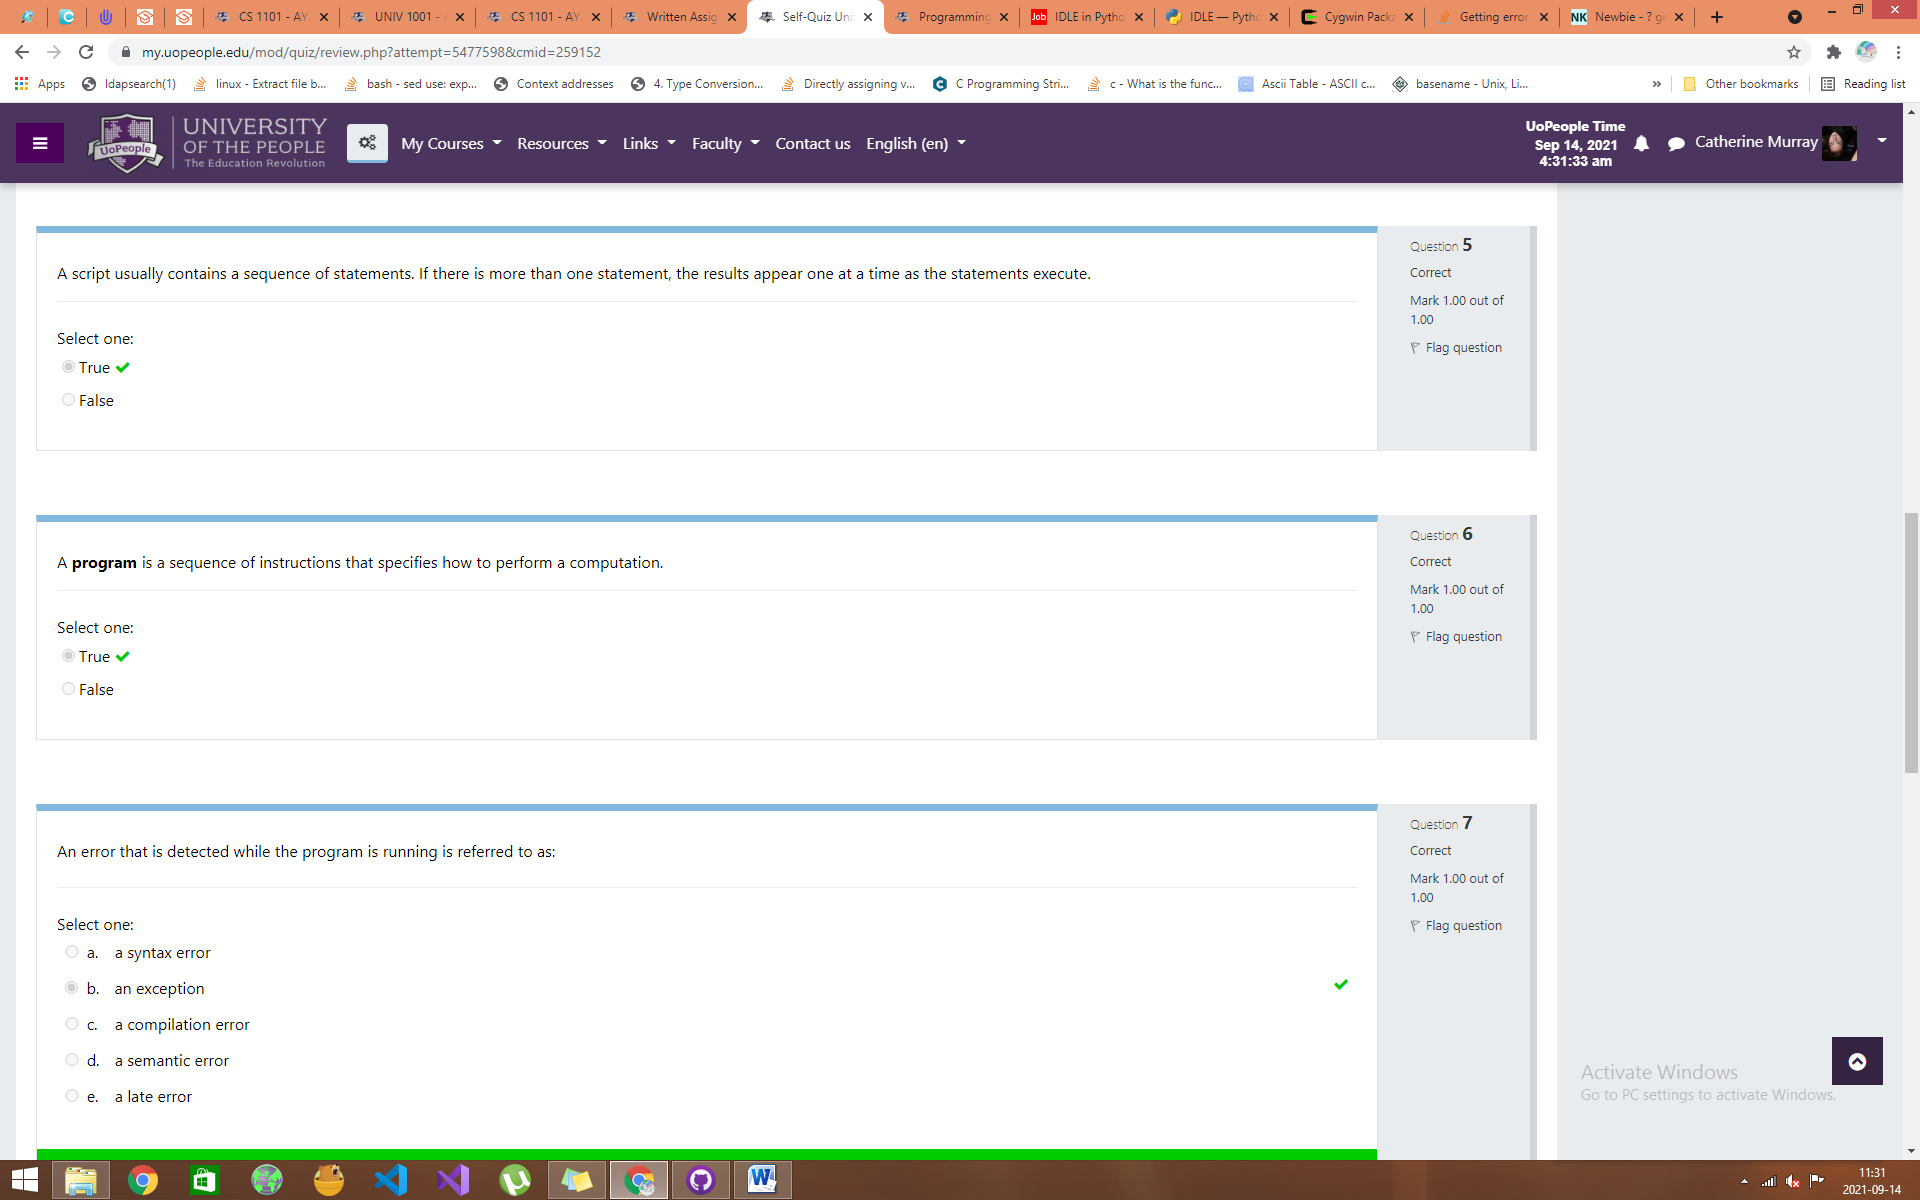 CS 1101 - AY
UNIV 1001 - A
CS 1101 - AY
Written Assig
Self-Quiz Uni
Programming
Job
IDLE in Pytho
IDLE — Pytho
Cygwin Packa
Getting error
NK
Newbie - ? ge
my.uopeople.edu/mod/quiz/review.php?attempt=5477598&cmid=259152
Apps
ldapsearch(1)
linux - Extract file b...
bash - sed use: exp...
Context addresses
4. Type Conversion...
Directly assigning v...
C Programming Stri...
c - What is the func...
Ascii Table - ASCII c...
basename - Unix, Li...
»
Other bookmarks
Reading list
UoPeople
UNIVERSITY
OF THE PEOPLE
The Education Revolution
My Courses
Resources
Links
Faculty
Contact us
English (en)
UoPeople Time
Sep 14, 2021
4:31:33 am
Catherine Murray
A script usually contains a sequence of statements. If there is more than one statement, the results appear one at a time as the statements execute.
Select one:
True
False
Question 5
Correct
Mark 1.00 out of
1.00
Flag question
A program is a sequence of instructions that specifies how to perform a computation.
Select one:
True
False
Question 6
Correct
Mark 1.00 out of
1.00
Flag question
An error that is detected while the program is running is referred to as:
Select one:
a. a syntax error
b. an exception
c. a compilation error
d. a semantic error
e. a late error
Question 7
Correct
Mark 1.00 out of
1.00
Flag question
Activate Windows
Go to PC settings to activate Windows.
11:31
2021-09-14